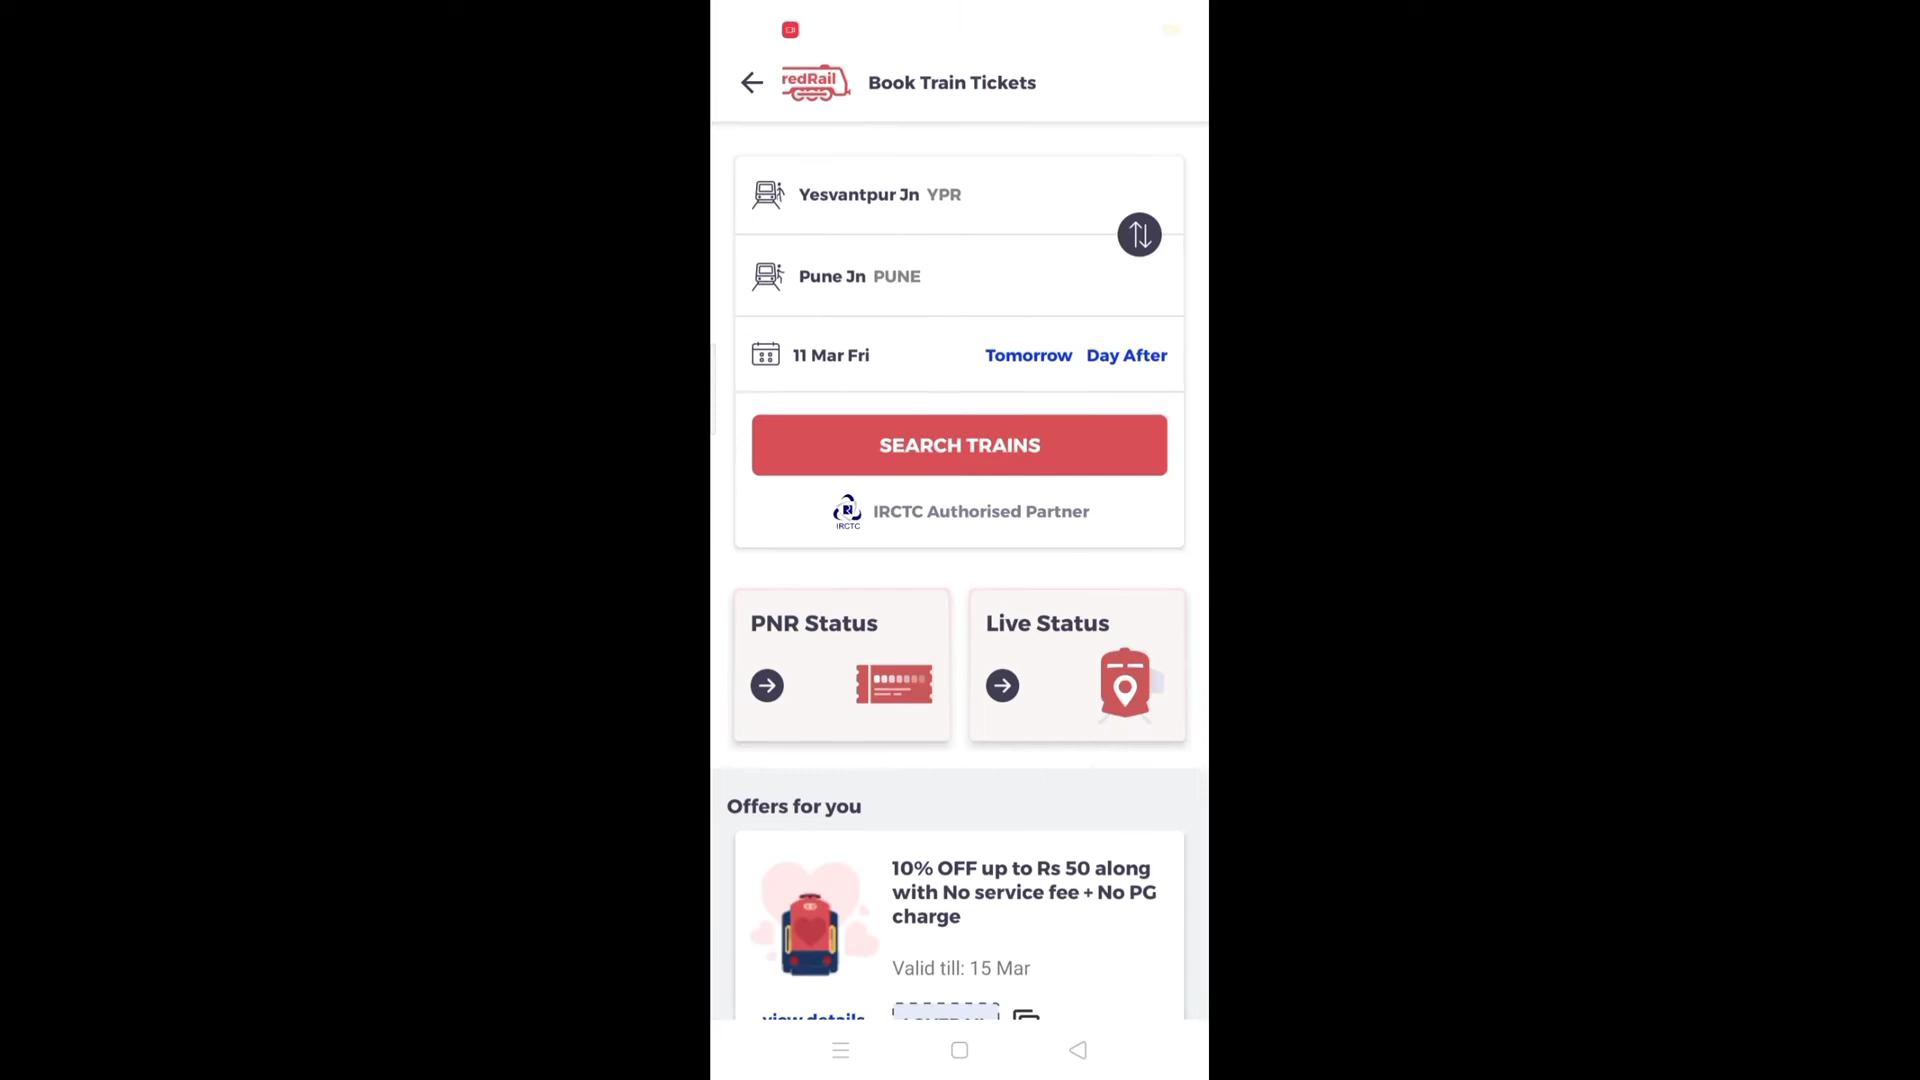 redRail Book Train Tickets
Yesvantpur Jn YPR
Pune Jn PUNE
11 Mar Fri Tomorrow Day After
SEARCH TRAINS
IRCTC IRCTC Authorised Partner
PNR Status Live Status
Offers for you
10% OFF up to Rs 50 along
with No service fee + No PG
charge
Valid till: 15 Mar
view details